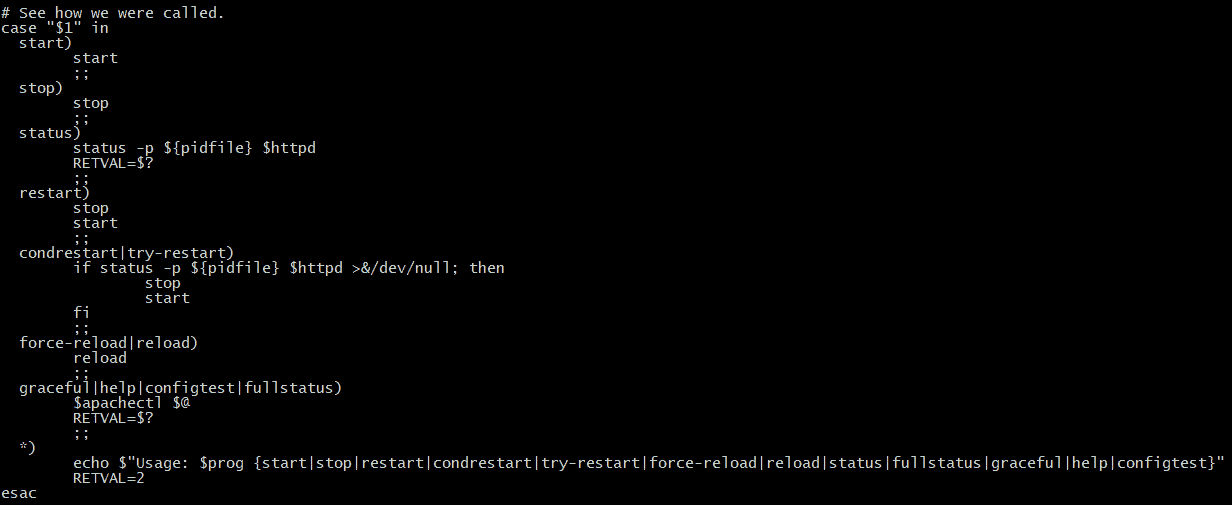 # See how we were called.
case "$1" in
  start)
        start
        ;;
  stop)
        stop
        ;;
  status)
        status -p ${pidfile} $httpd
        RETVAL=$?
        ;;
  restart)
        stop
        start
        ;;
  condrestart|try-restart)
        if status -p ${pidfile} $httpd >&/dev/null; then
                stop
                start
        fi
        ;;
  force-reload|reload)
        reload
        ;;
  graceful|help|configtest|fullstatus)
        $apachectl $@
        RETVAL=$?
        ;;
  *)
        echo $"Usage: $prog {start|stop|restart|condrestart|try-restart|force-reload|reload|status|fullstatus|graceful|help|configtest}"
        RETVAL=2
esac